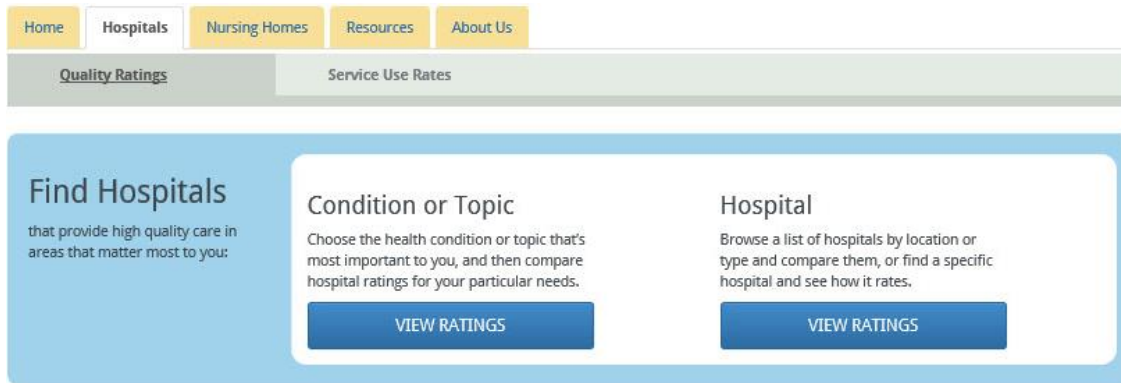 Home Hospitals Nursing Homes Resources About Us
Quality Ratings Service Use Rates
Find Hospitals
that provide high quality care in
areas that matter most to you:
Condition or Topic
Choose the health condition or topic that's
most important to you, and then compare
hospital ratings for your particular needs.
VIEW RATINGS
Hospital
Browse a list of hospitals by location or
type and compare them, or find a specific
hospital and see how it rates.
VIEW RATINGS